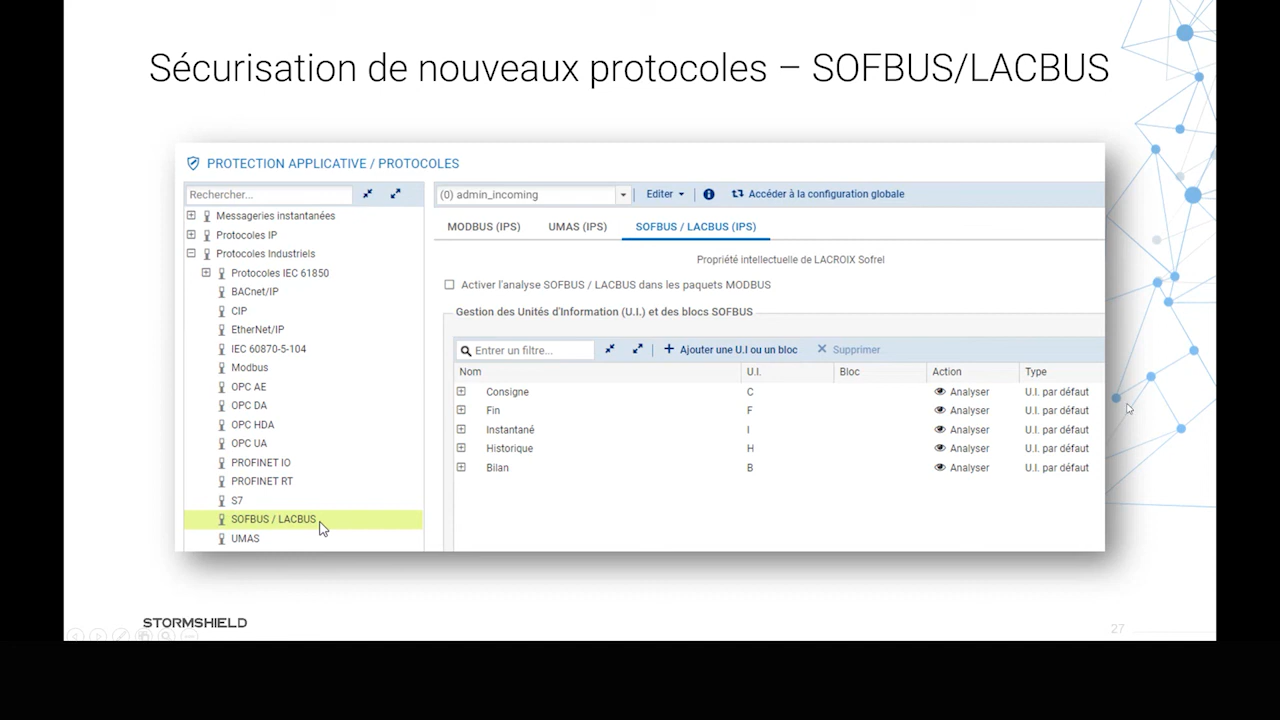 Sécurisation de nouveaux protocoles – SOFBUS/LACBUS
PROTECTION APPLICATIVE / PROTOCOLES
Rechercher...
Messageries instantanées
Protocoles IP
Protocoles Industriels
Protocoles IEC 61850
BACnet/IP
CIP
EtherNet/IP
IEC 60870-5-104
Modbus
OPC AE
OPC DA
OPC HDA
OPC UA
PROFINET IO
PROFINET RT
S7
SOFBUS / LACBUS
UMAS
(0) admin_incoming
Editer
Accéder à la configuration globale
MODBUS (IPS) UMAS (IPS) SOFBUS / LACBUS (IPS)
Propriété intellectuelle de LACROIX Sofrel
Activer l'analyse SOFBUS / LACBUS dans les paquets MODBUS
Gestion des Unités d'Information (U.I.) et des blocs SOFBUS
Entrer un filtre... Ajouter une U.I ou un bloc Supprimer
Nom U.I. Bloc Action Type
Consigne C Analyser U.I. par défaut
Fin F Analyser U.I. par défaut
Instantané I Analyser U.I. par défaut
Historique H Analyser U.I. par défaut
Bilan B Analyser U.I. par défaut
STORMSHIELD
27